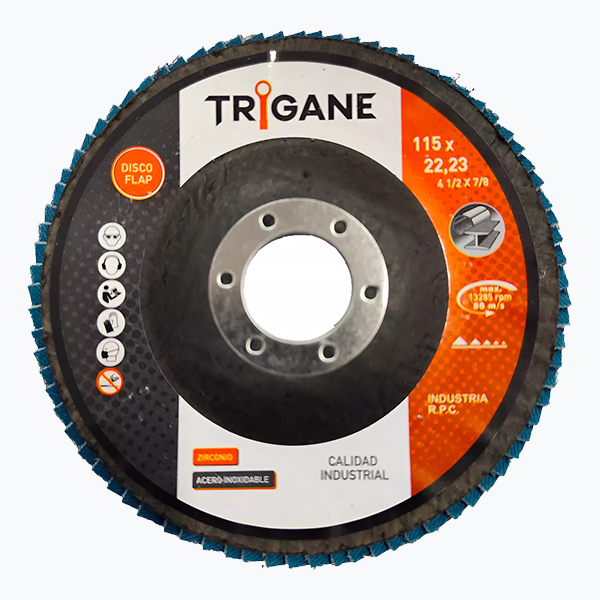 TRIGANE
DISCO
FLAP
115 x
22,23
4 1/2 X 7/8
max.
13285 rpm
80 m/s
INDUSTRIA
R.P.C.
ZIRCONIO
ACERO INOXIDABLE
CALIDAD
INDUSTRIAL